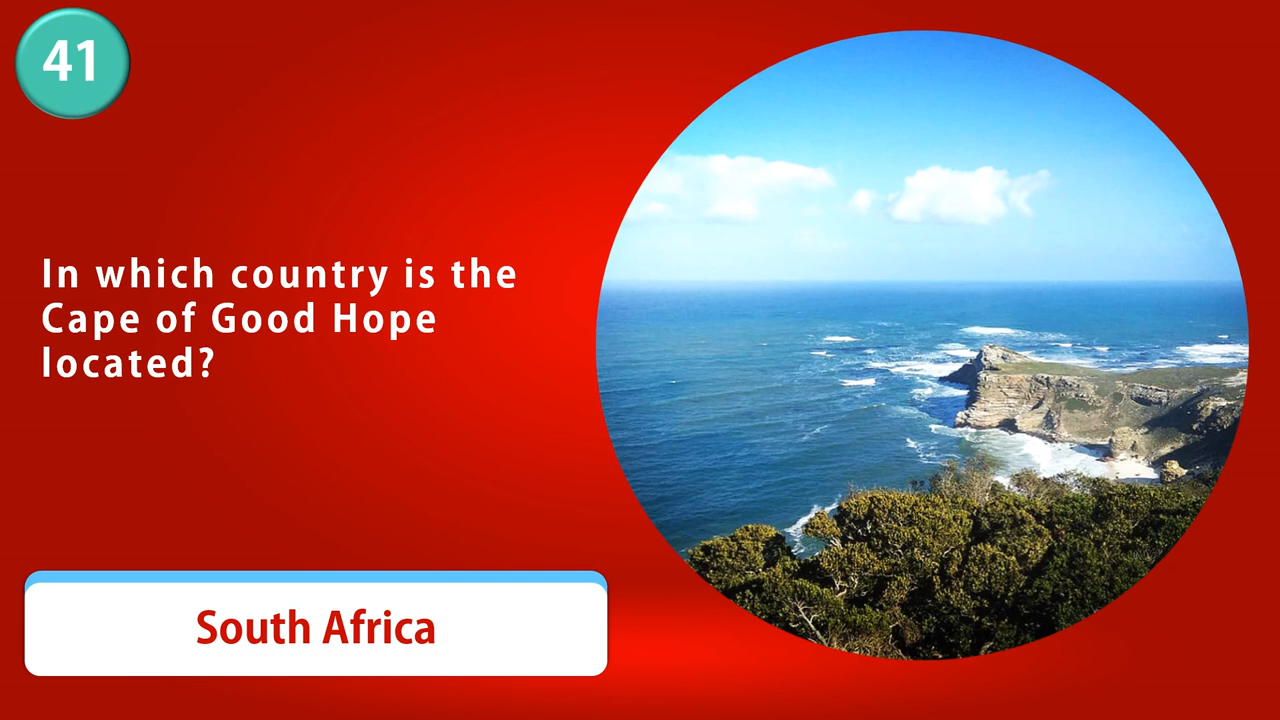 41
In which country is the
Cape of Good Hope
located?
South Africa